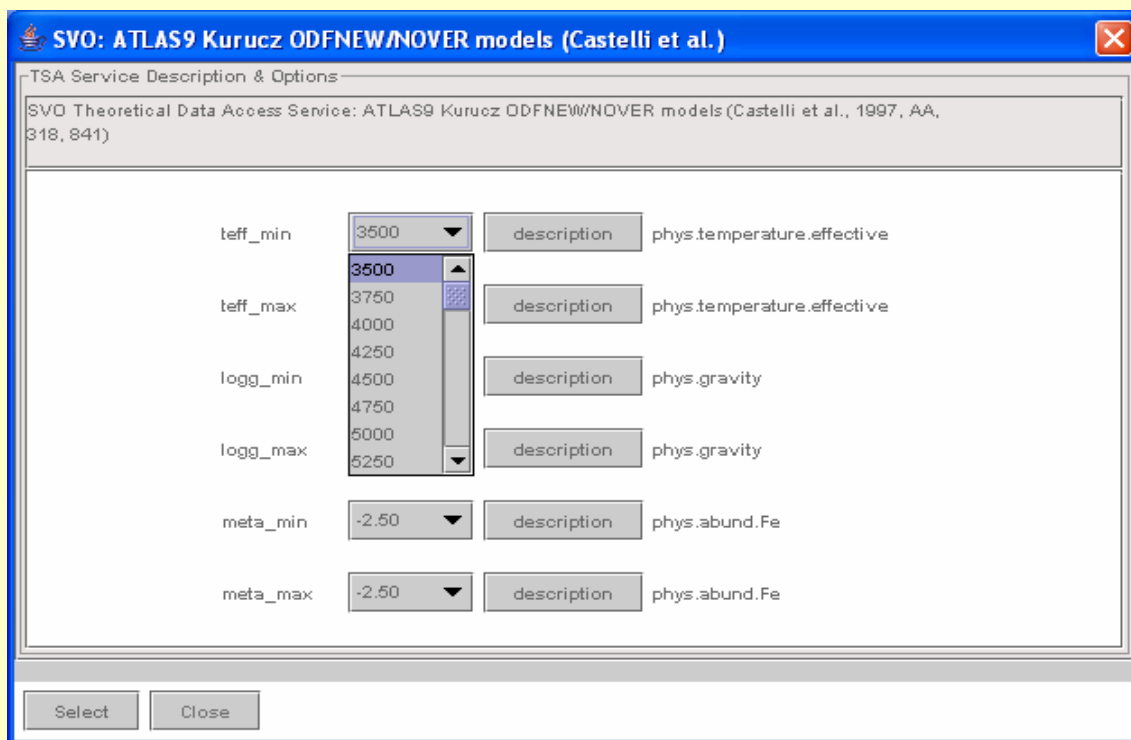 SVO: ATLAS9 Kurucz ODFNEW/NOVER models (Castelli et al.)
TSA Service Description & Options
SVO Theoretical Data Access Service: ATLAS9 Kurucz ODFNEW/NOVER models (Castelli et al., 1997, AA,
318, 841)
teff_min 3500 description phys.temperature.effective
3500
3750
teff_max description phys.temperature.effective
4000
4250
logg_min 4500 description phys.gravity
4750
5000
logg_max description phys.gravity
5250
meta_min -2.50 description phys.abund.Fe
meta_max -2.50 description phys.abund.Fe
Select Close